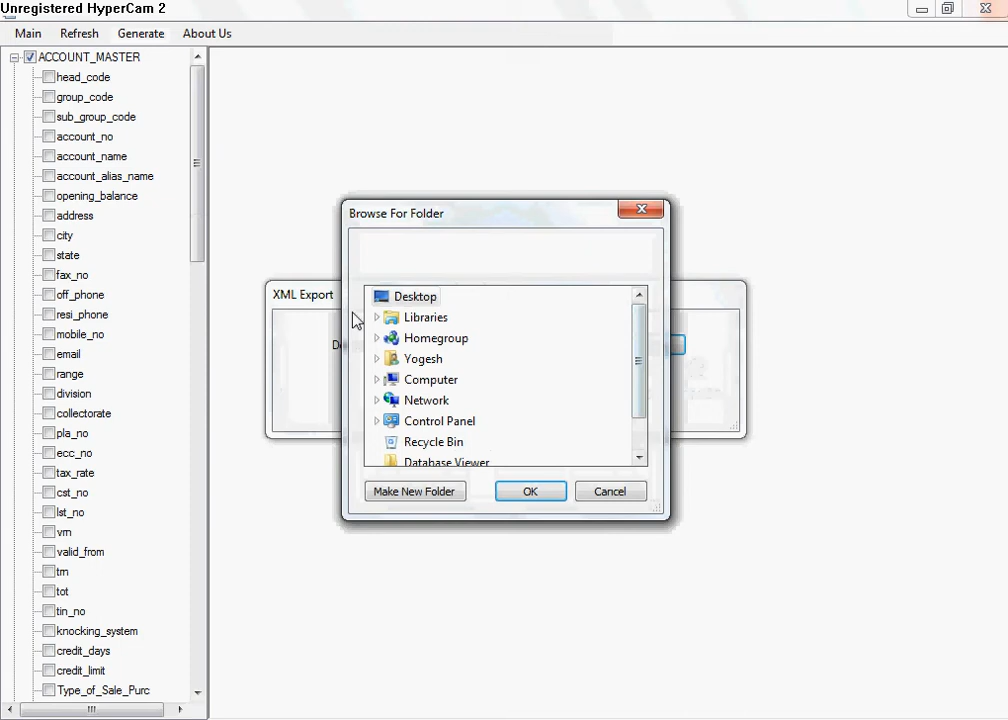 Unregistered HyperCam 2
Main Refresh Generate About Us
ACCOUNT_MASTER
head_code
group_code
sub_group_code
account_no
account_name
account_alias_name
opening_balance
address
city
state
fax_no
off_phone
resi_phone
mobile_no
email
range
division
collectorate
pla_no
ecc_no
tax_rate
cst_no
lst_no
vrn
valid_from
trn
tot
tin_no
knocking_system
credit_days
credit_limit
Type_of_Sale_Purc
XML Export
Browse For Folder
Desktop
Libraries
Homegroup
Yogesh
Computer
Network
Control Panel
Recycle Bin
Database Viewer
Make New Folder OK Cancel